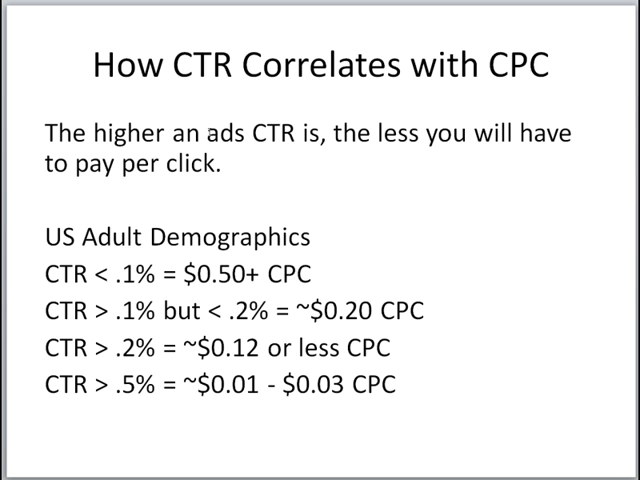 How CTR Correlates with CPC
The higher an ads CTR is, the less you will have
to pay per click.
US Adult Demographics
CTR < .1% = $0.50+ CPC
CTR > .1% but < .2% = ~$0.20 CPC
CTR > .2% = ~$0.12 or less CPC
CTR > .5% = ~$0.01 - $0.03 CPC